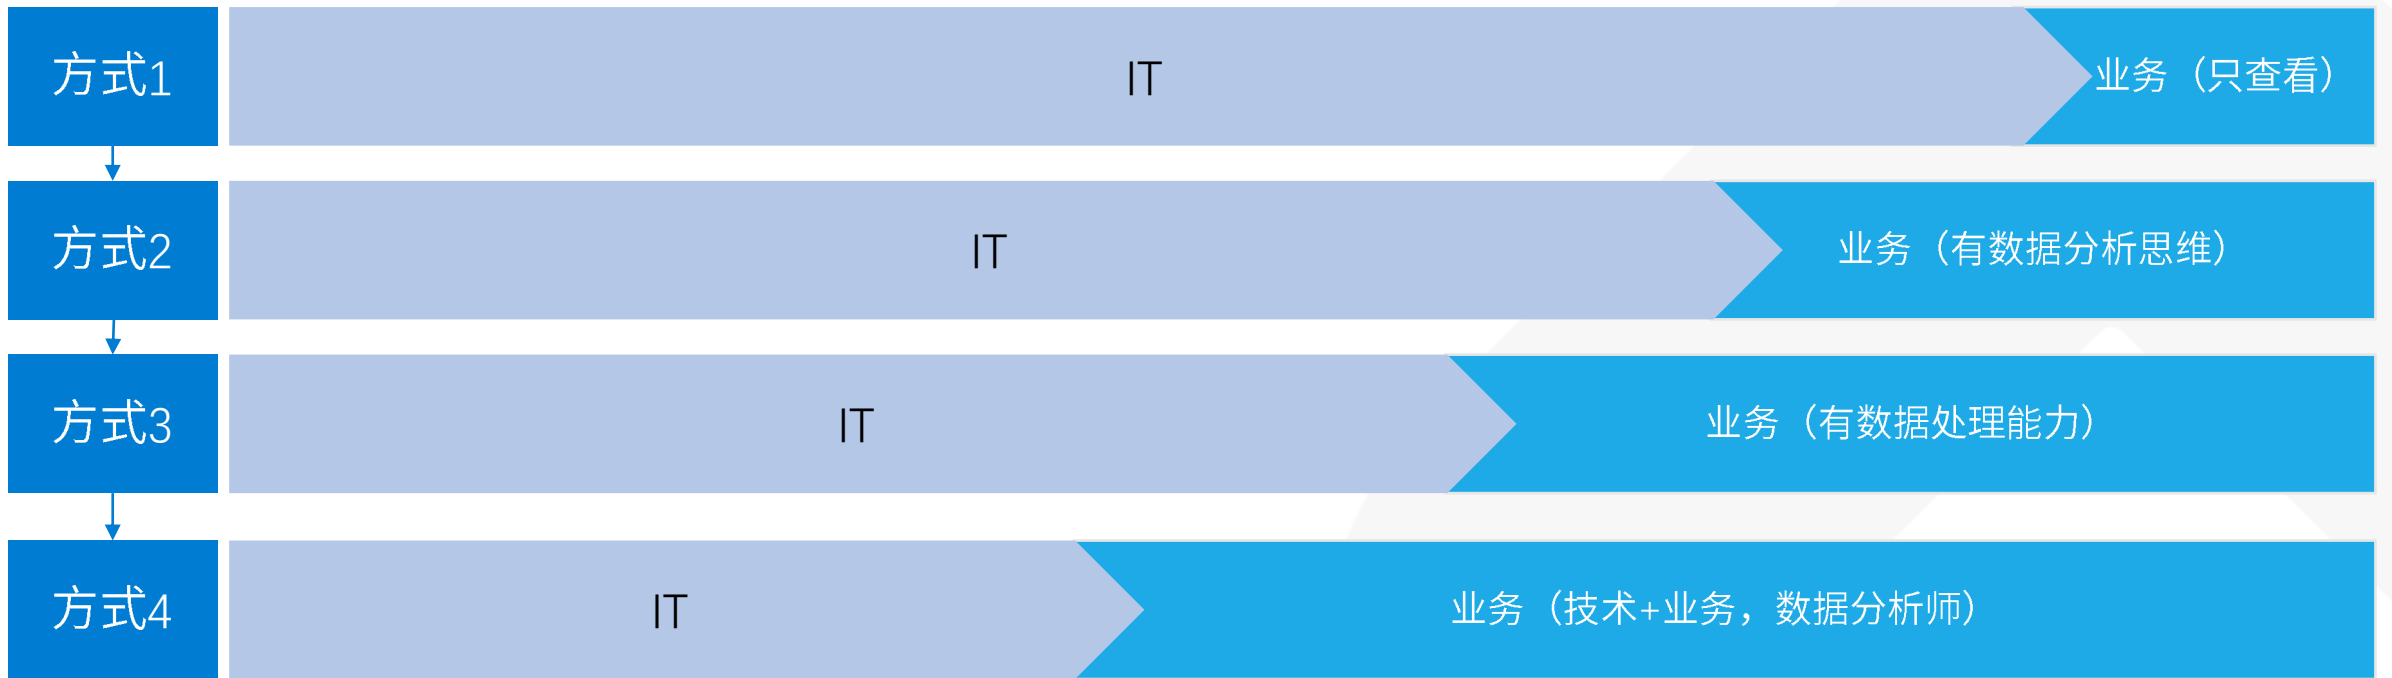 方式1
IT
业务（只查看）
方式2
IT
业务（有数据分析思维）
方式3
IT
业务（有数据处理能力）
方式4
IT
业务（技术+业务，数据分析师）